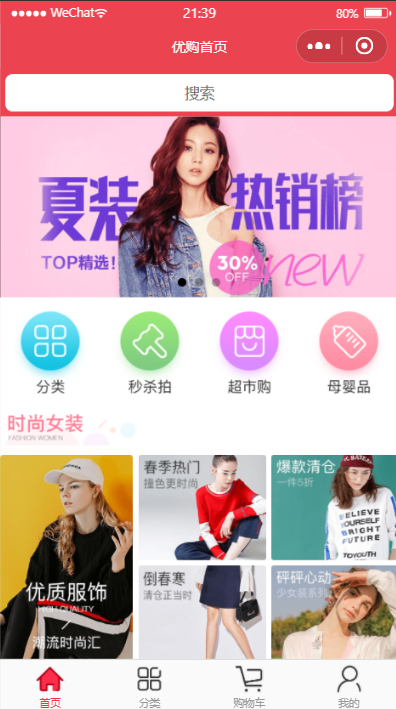 WeChat
21:39
80%
优购首页
搜索
夏装
热销榜
TOP精选!
30%
OFF
new
分类
秒杀拍
超市购
母婴品
时尚女装
FASHION WOMEN
优质服饰
HIGH QUALITY
潮流时尚汇
春季热门
撞色更时尚
爆款清仓
一件5折
BELIEVE
YOURSELF
BRIGHT
FUTURE
TOYOUTH
倒春寒
清仓正当时
砰砰心动
少女装系列
首页
分类
购物车
我的